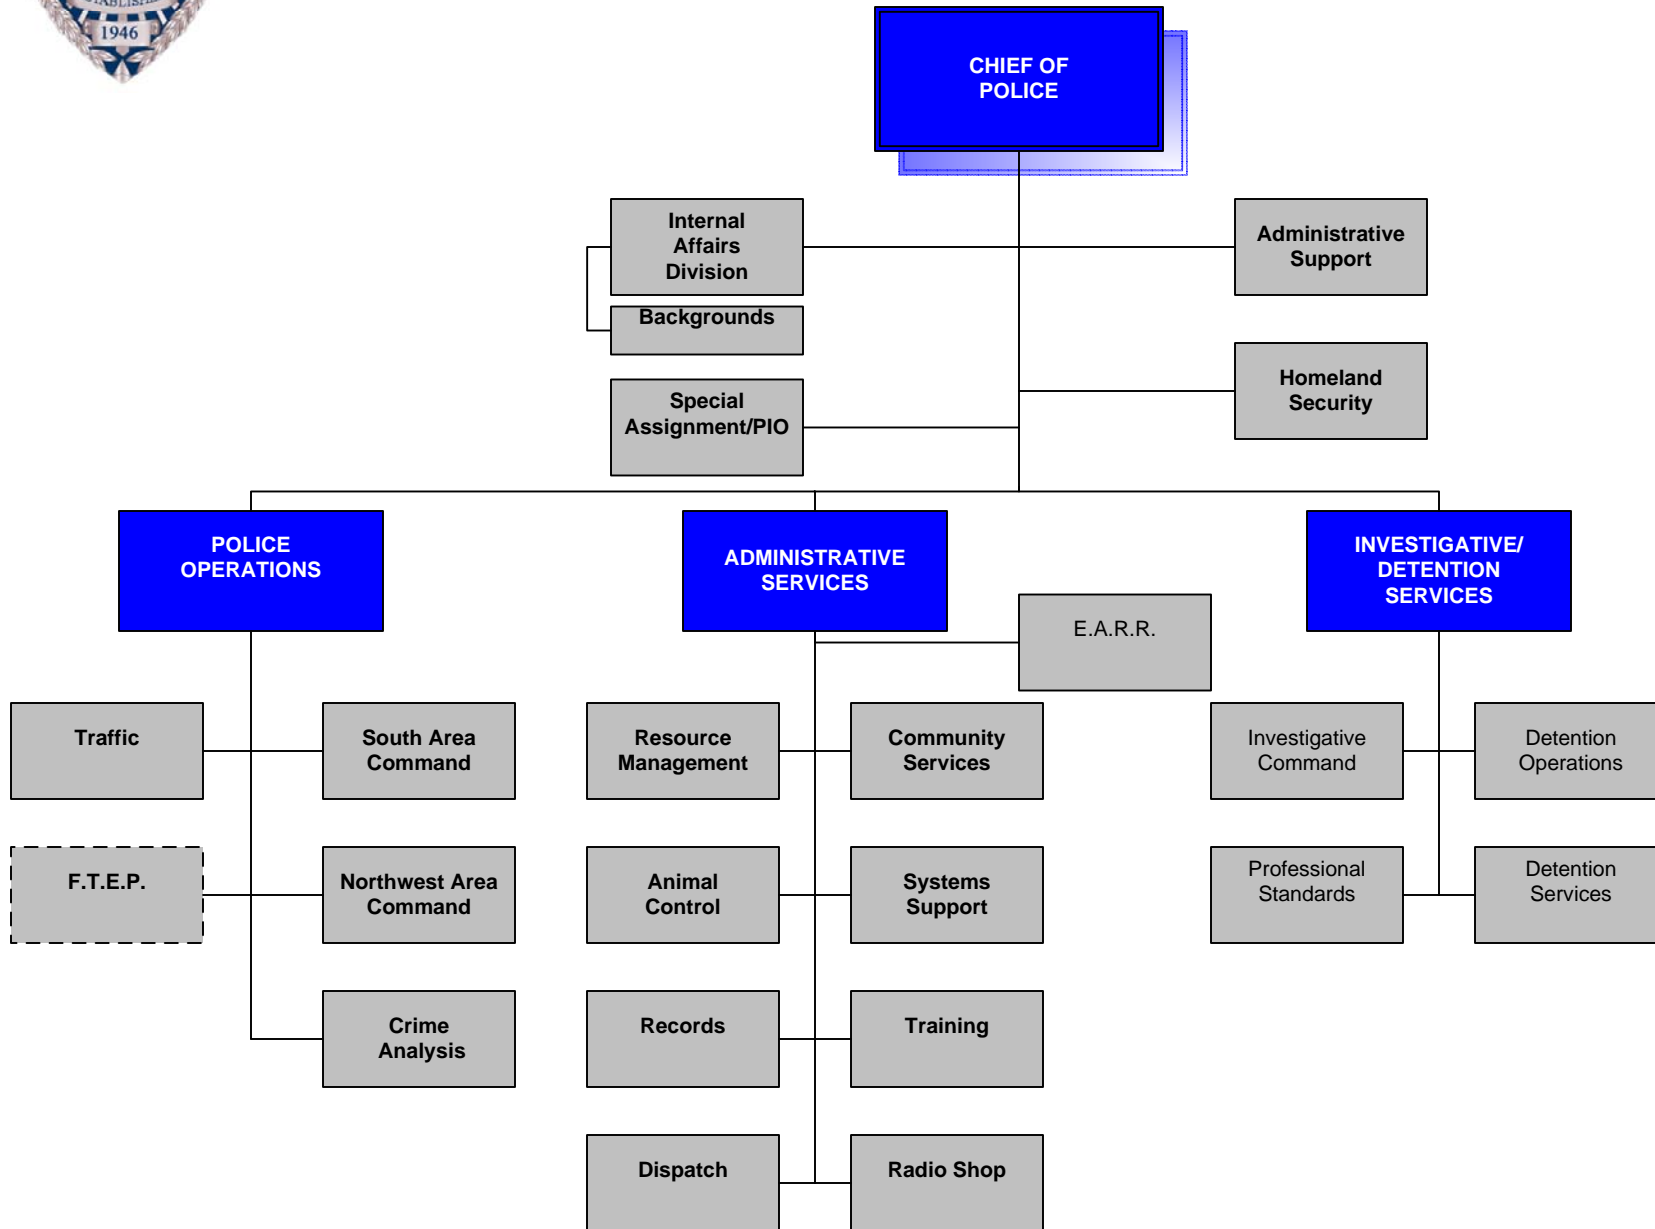 ESTABLISHED
1946
CHIEF OF
POLICE
Internal
Affairs
Division
Administrative
Support
Backgrounds
Homeland
Security
Special
Assignment/PIO
POLICE
OPERATIONS
ADMINISTRATIVE
SERVICES
INVESTIGATIVE/
DETENTION
SERVICES
E.A.R.R.
Traffic
South Area
Command
Resource
Management
Community
Services
Investigative
Command
Detention
Operations
F.T.E.P.
Northwest Area
Command
Animal
Control
Systems
Support
Professional
Standards
Detention
Services
Crime
Analysis
Records
Training
Dispatch
Radio Shop